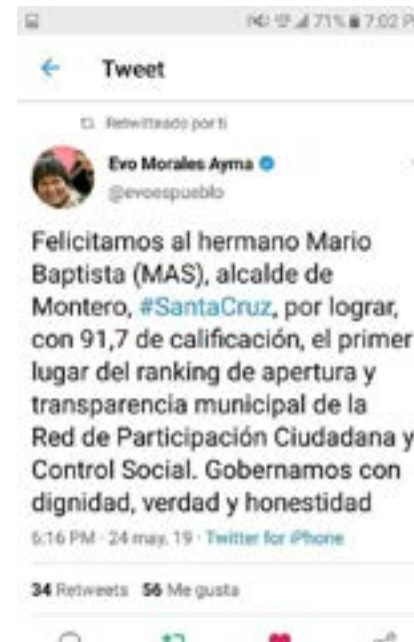 71% 7:02 P
Tweet
Retwitteado por ti
Evo Morales Ayma
@evoespueblo
Felicitamos al hermano Mario
Baptista (MAS), alcalde de
Montero, #SantaCruz, por lograr,
con 91,7 de calificación, el primer
lugar del ranking de apertura y
transparencia municipal de la
Red de Participación Ciudadana y
Control Social. Gobernamos con
dignidad, verdad y honestidad
6:16 PM · 24 may. 19 · Twitter for iPhone
34 Retweets 56 Me gusta